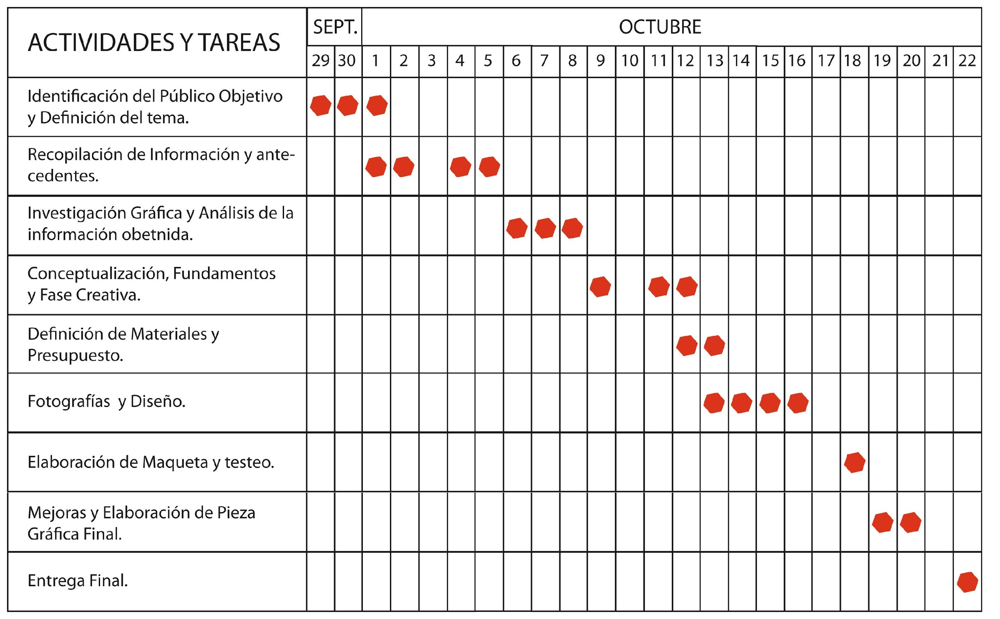 ACTIVIDADES Y TAREAS
SEPT.
OCTUBRE
29 30 1 2 3 4 5 6 7 8 9 10 11 12 13 14 15 16 17 18 19 20 21 22
Identificación del Público Objetivo
y Definición del tema.
Recopilación de Información y ante-
cedentes.
Investigación Gráfica y Análisis de la
información obetnida.
Conceptualización, Fundamentos
y Fase Creativa.
Definición de Materiales y
Presupuesto.
Fotografías y Diseño.
Elaboración de Maqueta y testeo.
Mejoras y Elaboración de Pieza
Gráfica Final.
Entrega Final.